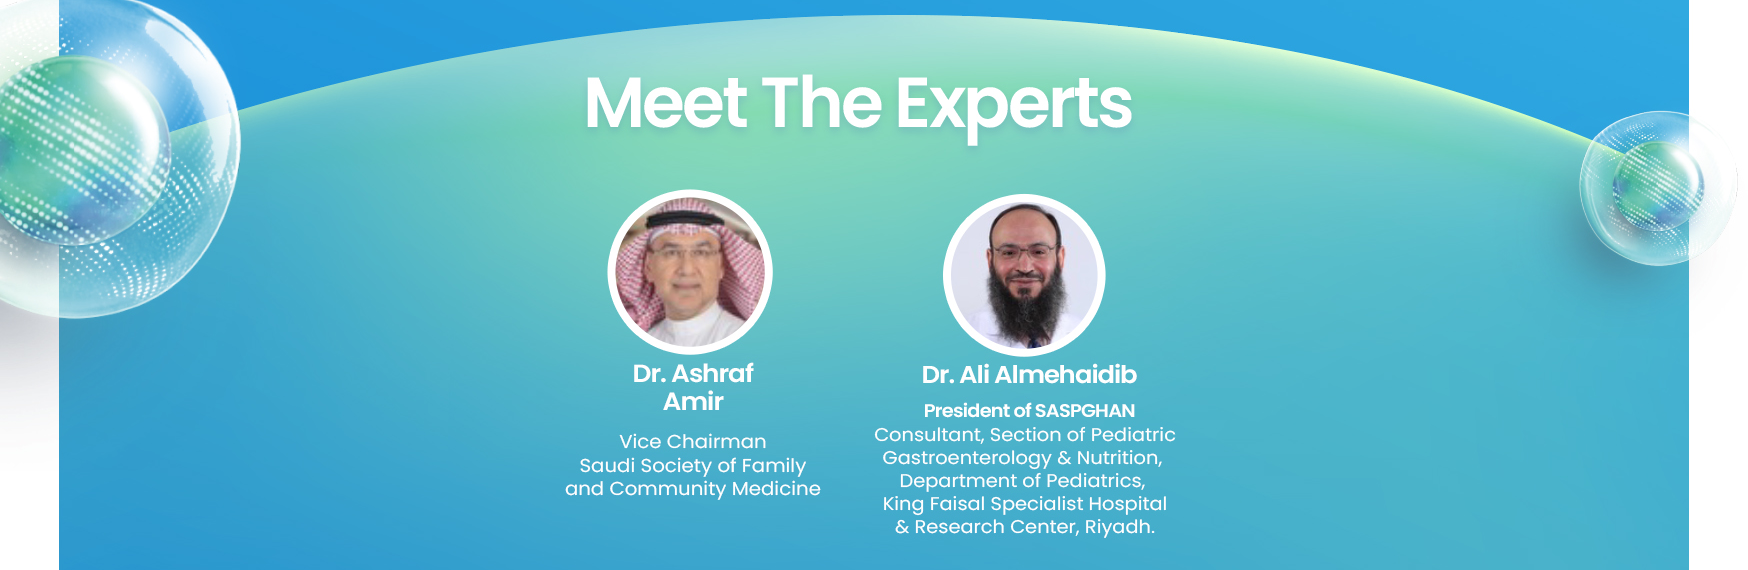 Meet The Experts
Dr. Ashraf
Amir
Vice Chairman
Saudi Society of Family
and Community Medicine
Dr. Ali Almehaidib
President of SASPGHAN
Consultant, Section of Pediatric
Gastroenterology & Nutrition,
Department of Pediatrics,
King Faisal Specialist Hospital
& Research Center, Riyadh.